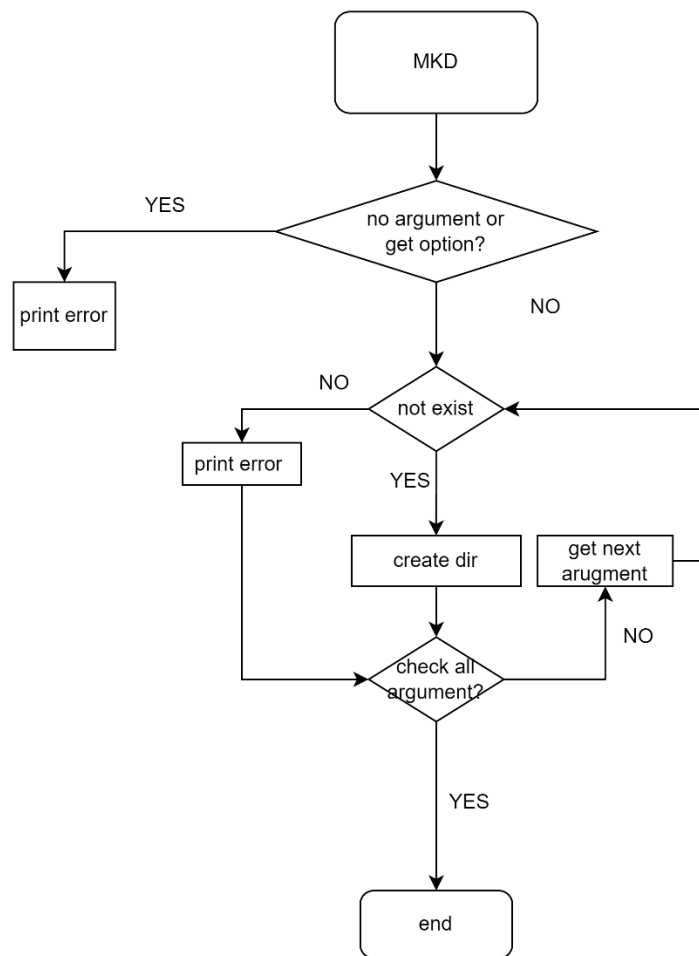 MKD
YES
no argument or
get option?
print error
NO
NO
not exist
print error
YES
create dir
get next
arugment
NO
check all
argument?
YES
end